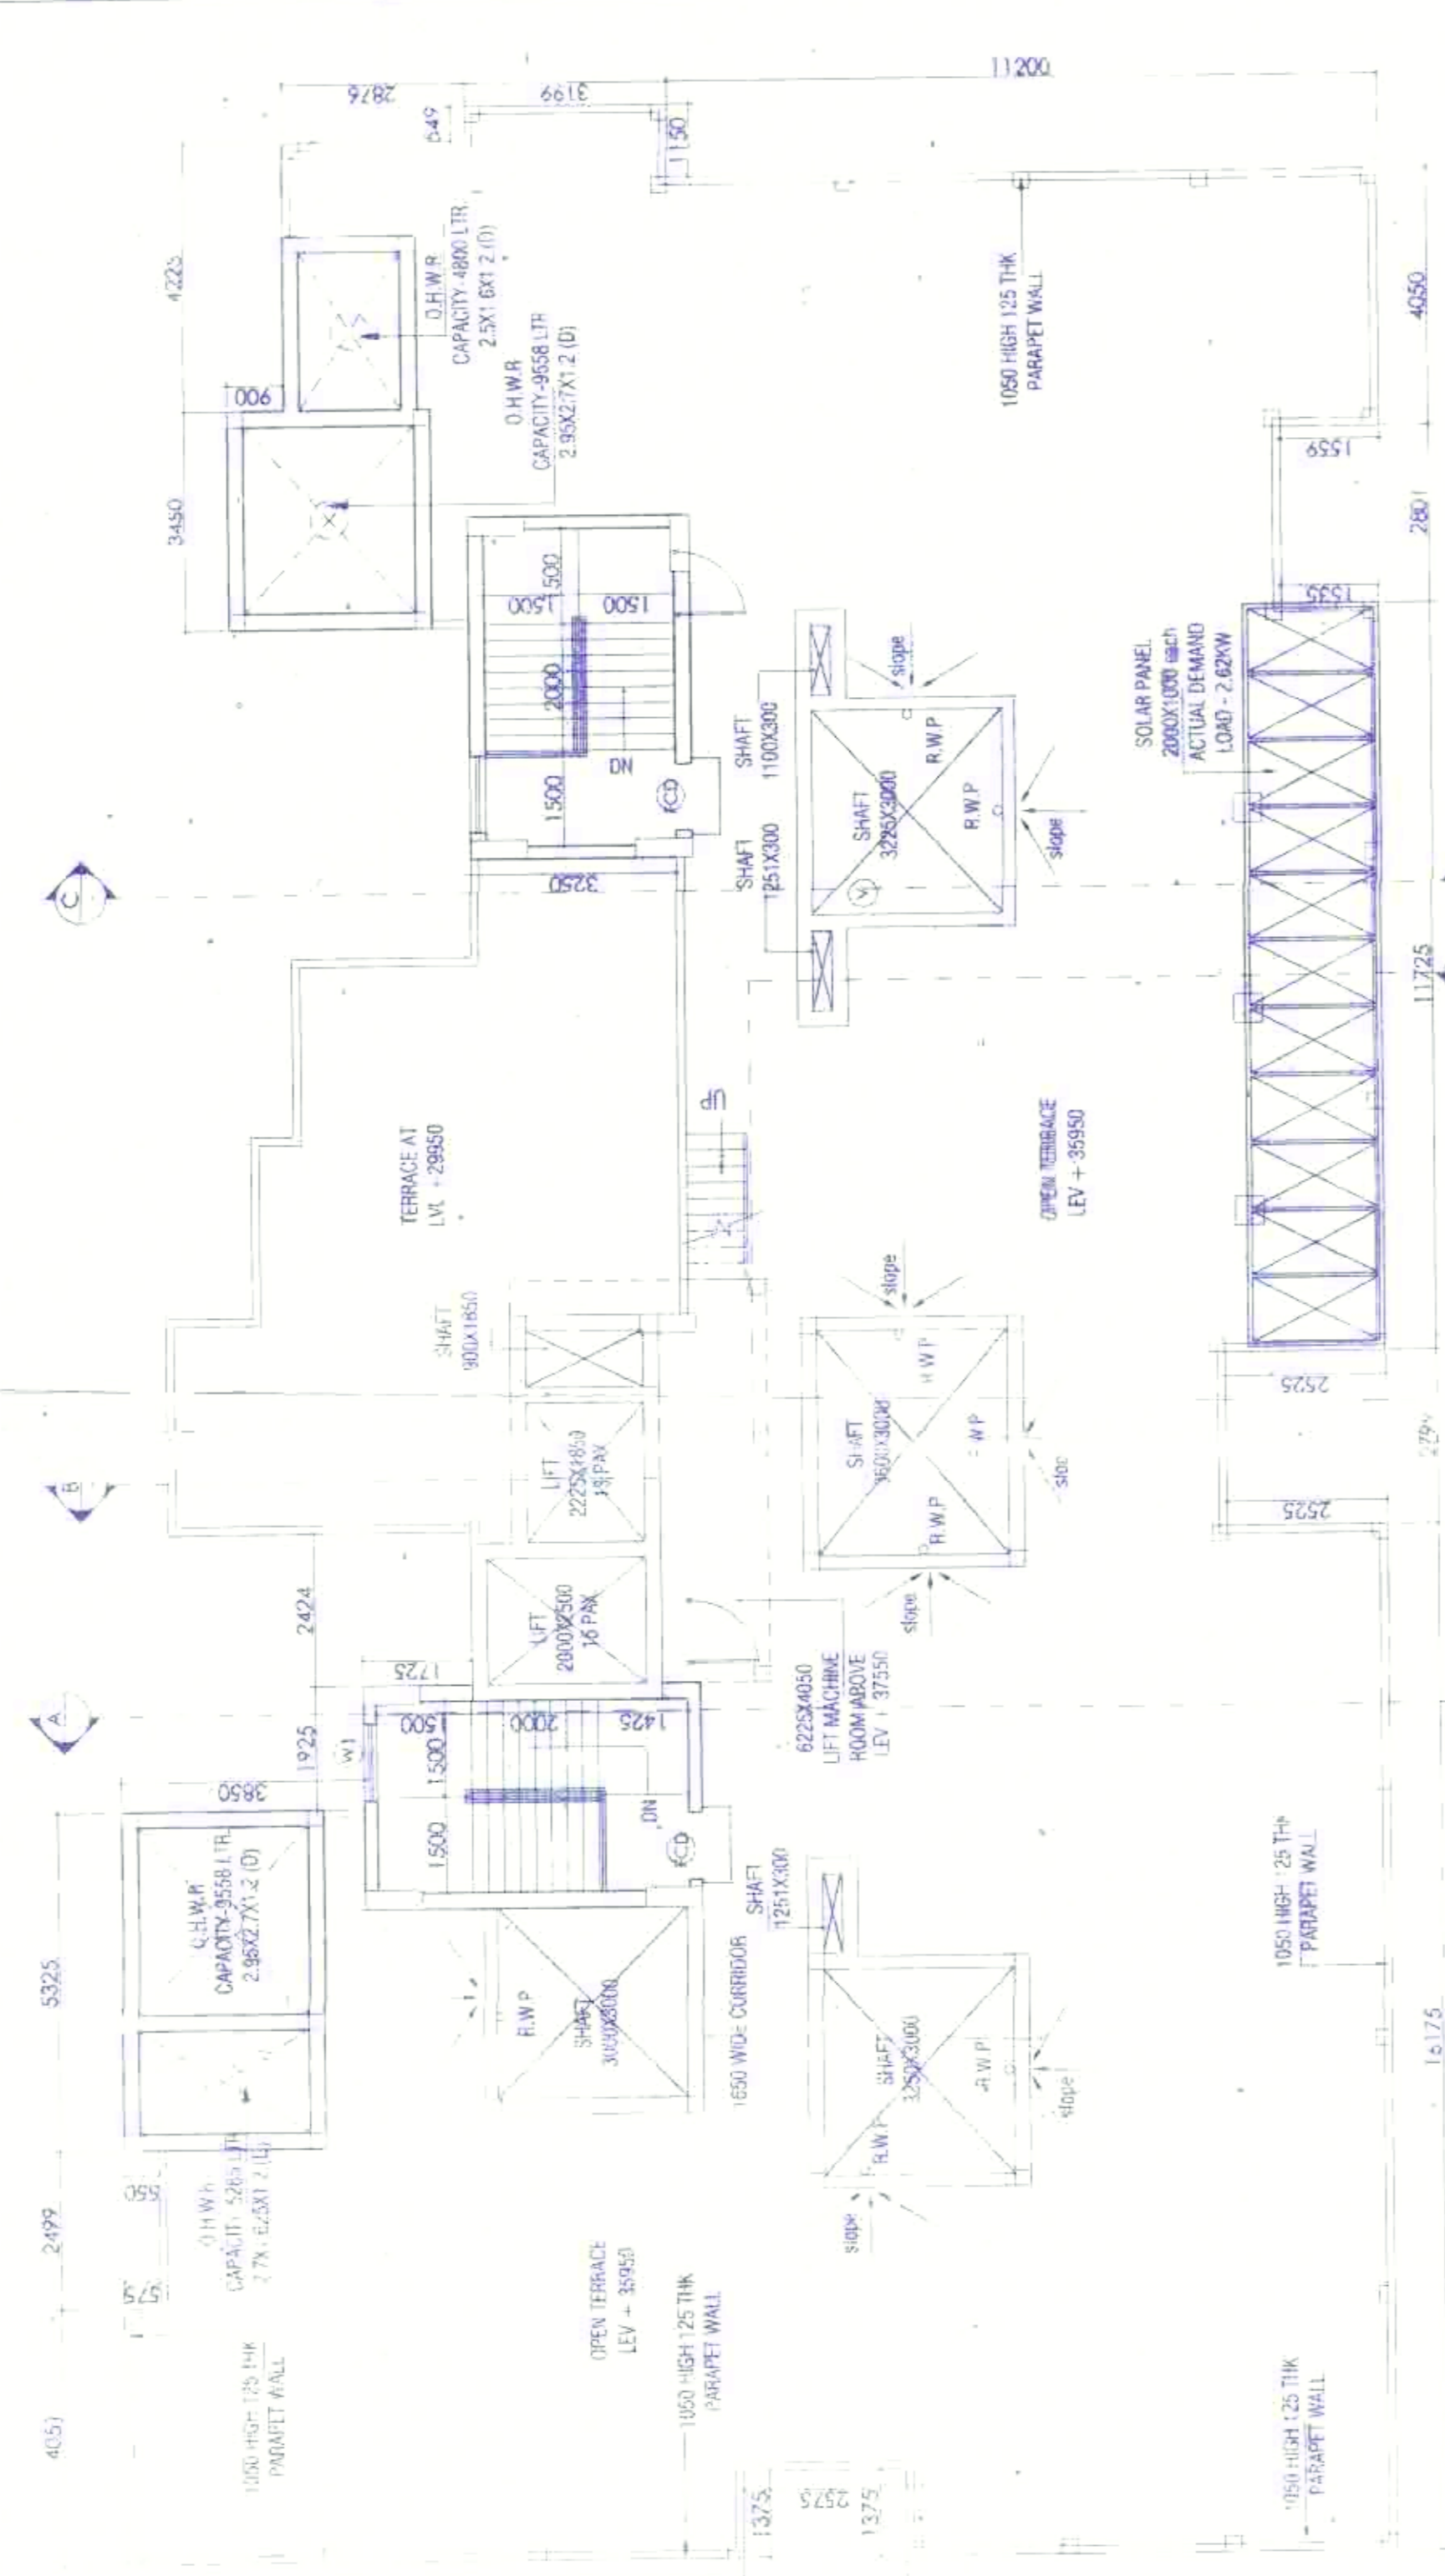 11200
2876
3199
649
1150
4223
3450
900
O.H.W.R
CAPACITY-4800 LTR.
2.5X1.6X1.2.(D)
O.H.W.R
CAPACITY-9558 LTR
2.95X2.7X1.2 (D)
1050 HIGH 125 THK
PARAPET WALL
4050
1559
2801
1535
1500
1500
1500
2000
1500
DN
FCD
3250
SHAFT
1100X300
SHAFT
1251X300
slope
SHAFT
3225X3000
R.W.P
R.W.P
slope
SOLAR PANEL
2000X1000 each
ACTUAL DEMAND
LOAD - 2.62KW
11725
C
TERRACE AT
LVL +29950
UP
OPEN TERRACE
LEV + 35950
SHAFT
900X1850
B
LIFT
2225X1850
LIFT
2000X2500
16 PAX
slope
SHAFT
3600X3000
R.W.P
slope
2525
2525
2424
1925
1725
A
W1
500
2000
1425
1500
1500
DN
FCD
6225X4050
LIFT MACHINE
ROOM ABOVE
LEV + 37550
3850
O.H.W.R
CAPACITY-9558 LTR.
2.95X2.7X1.2 (D)
5325
R.W.P
SHAFT
3000X3000
1650 WIDE CURRIDOR
SHAFT
1251X300
SHAFT
3250X3000
R.W.P
R.W.P
slope
slope
1050 HIGH 125 THK
PARAPET WALL
16175
2499
550
575
4051
1050 HIGH 125 THK
PARAPET WALL
OPEN TERRACE
LEV + 35950
1050 HIGH 125 THK
PARAPET WALL
1375
2575
1375
1050 HIGH 125 THK
PARAPET WALL